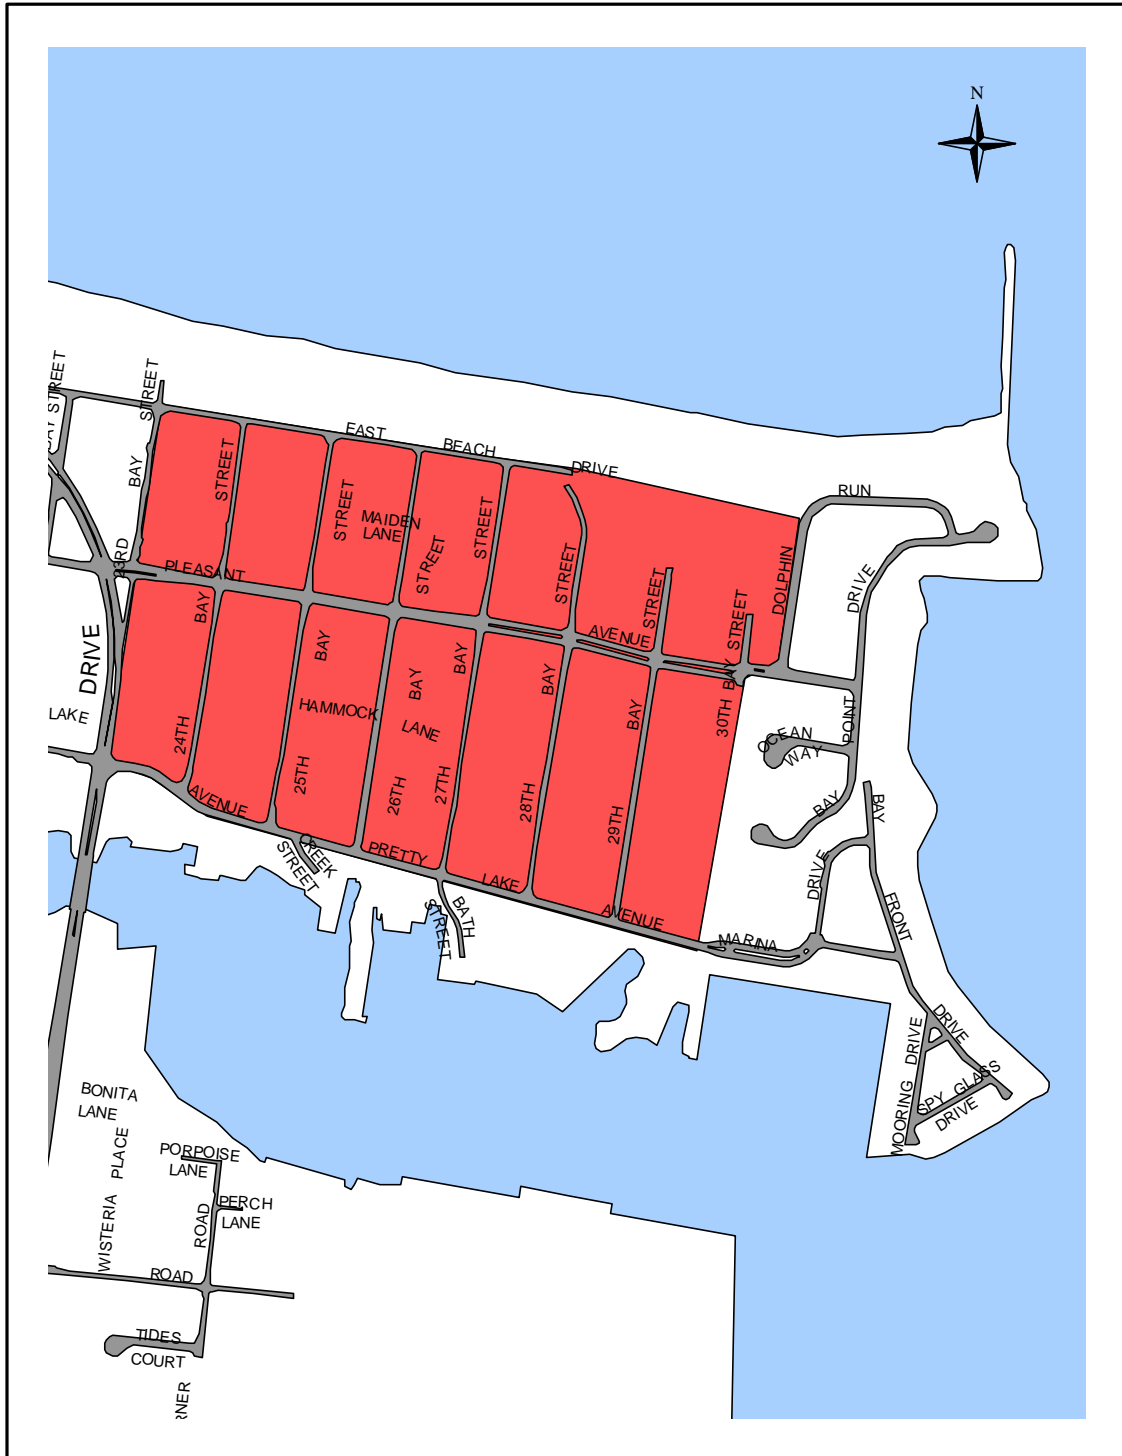 N
STREET
STREET
BAY
EAST BEACH DRIVE
STREET
STREET
MAIDEN
LANE
STREET
STREET
STREET
STREET
STREET
DOLPHIN RUN
23RD
PLEASANT AVENUE
BAY
BAY
BAY
BAY
BAY
BAY
BAY
DRIVE
DRIVE
LAKE
HAMMOCK
LANE
24TH
25TH
26TH
27TH
28TH
29TH
30TH
POINT
OCEAN
WAY
BAY
AVENUE
PRETTY LAKE AVENUE
CREEK
STREET
BATH
STREET
MARINA
DRIVE
BAY
FRONT
DRIVE
MOORING DRIVE
SPY GLASS
DRIVE
BONITA
LANE
WISTERIA PLACE
PORPOISE
LANE
PERCH
LANE
ROAD
ROAD
TIDES
COURT